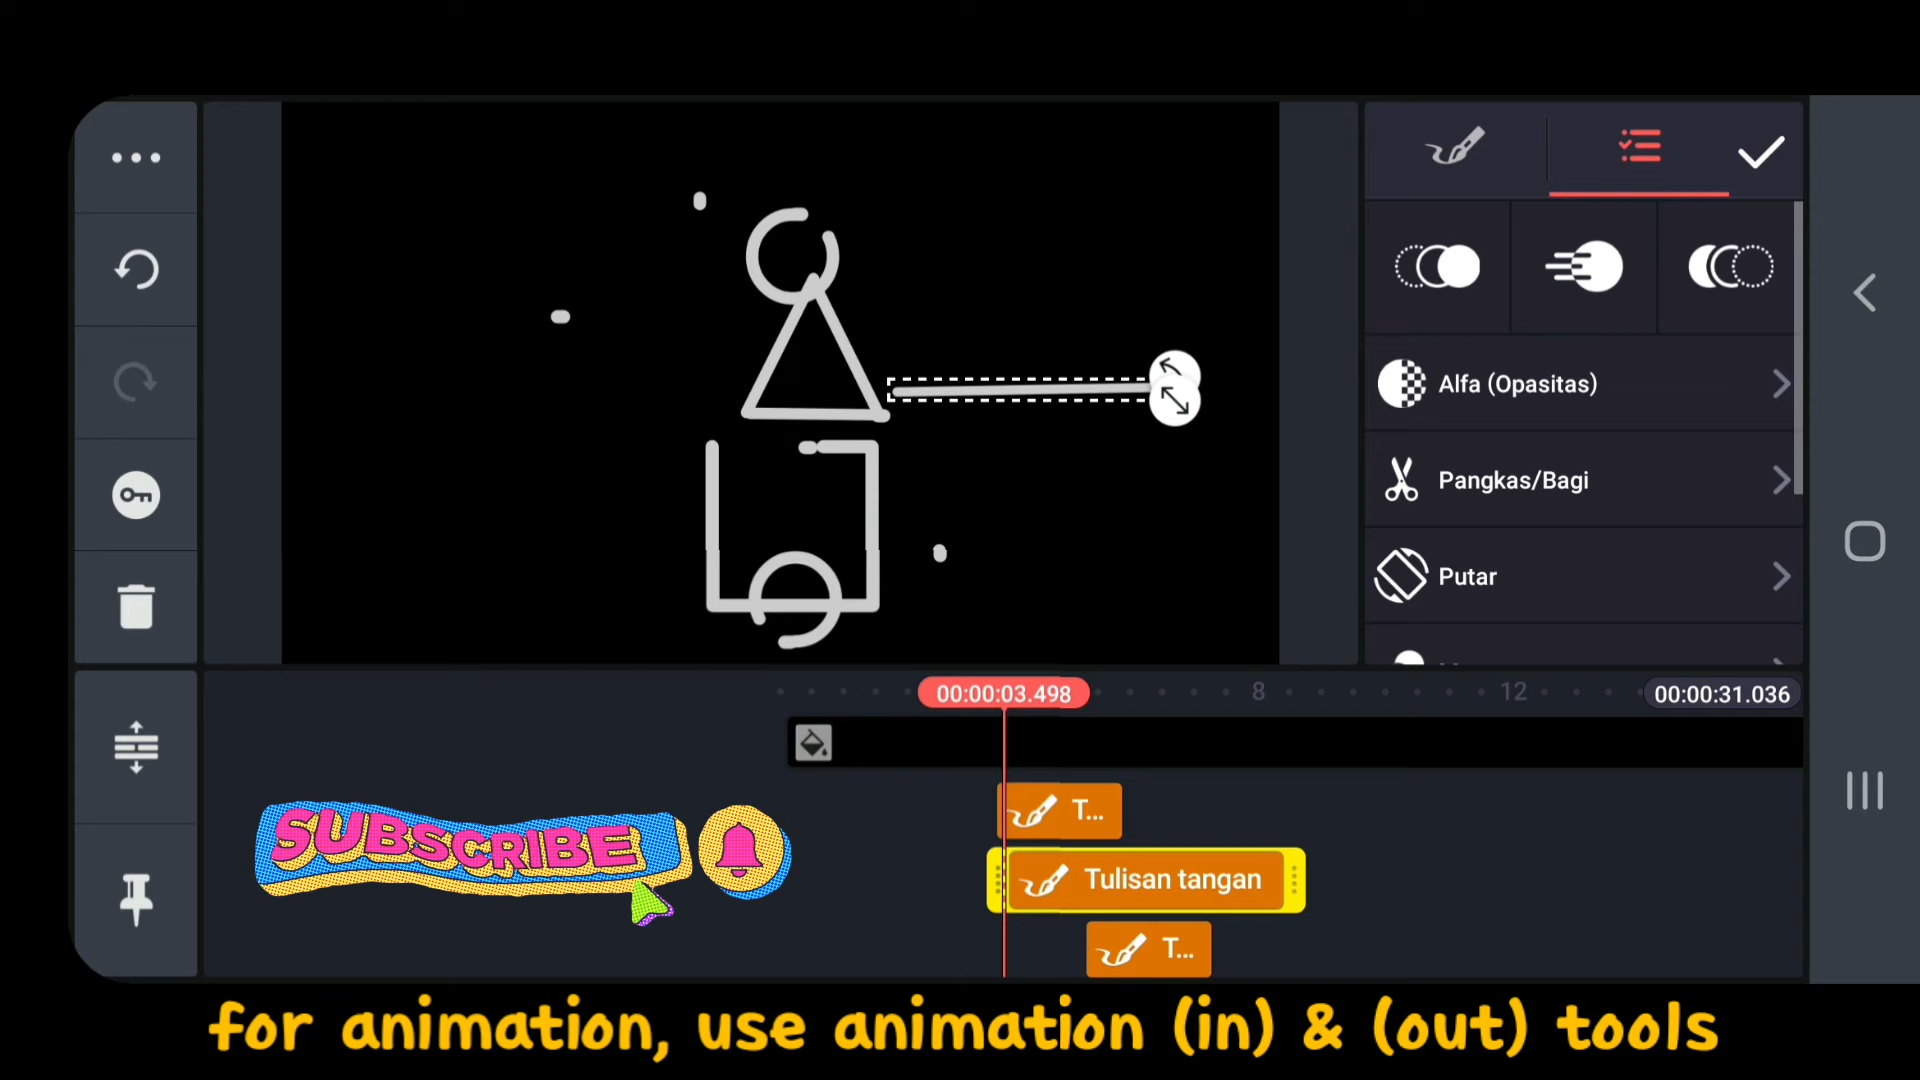 Alfa (Opasitas)
Pangkas/Bagi
Putar
00:00:03.498
8
12
00:00:31.036
T...
SUBSCRIBE
Tulisan tangan
T...
for animation, use animation (in) & (out) tools